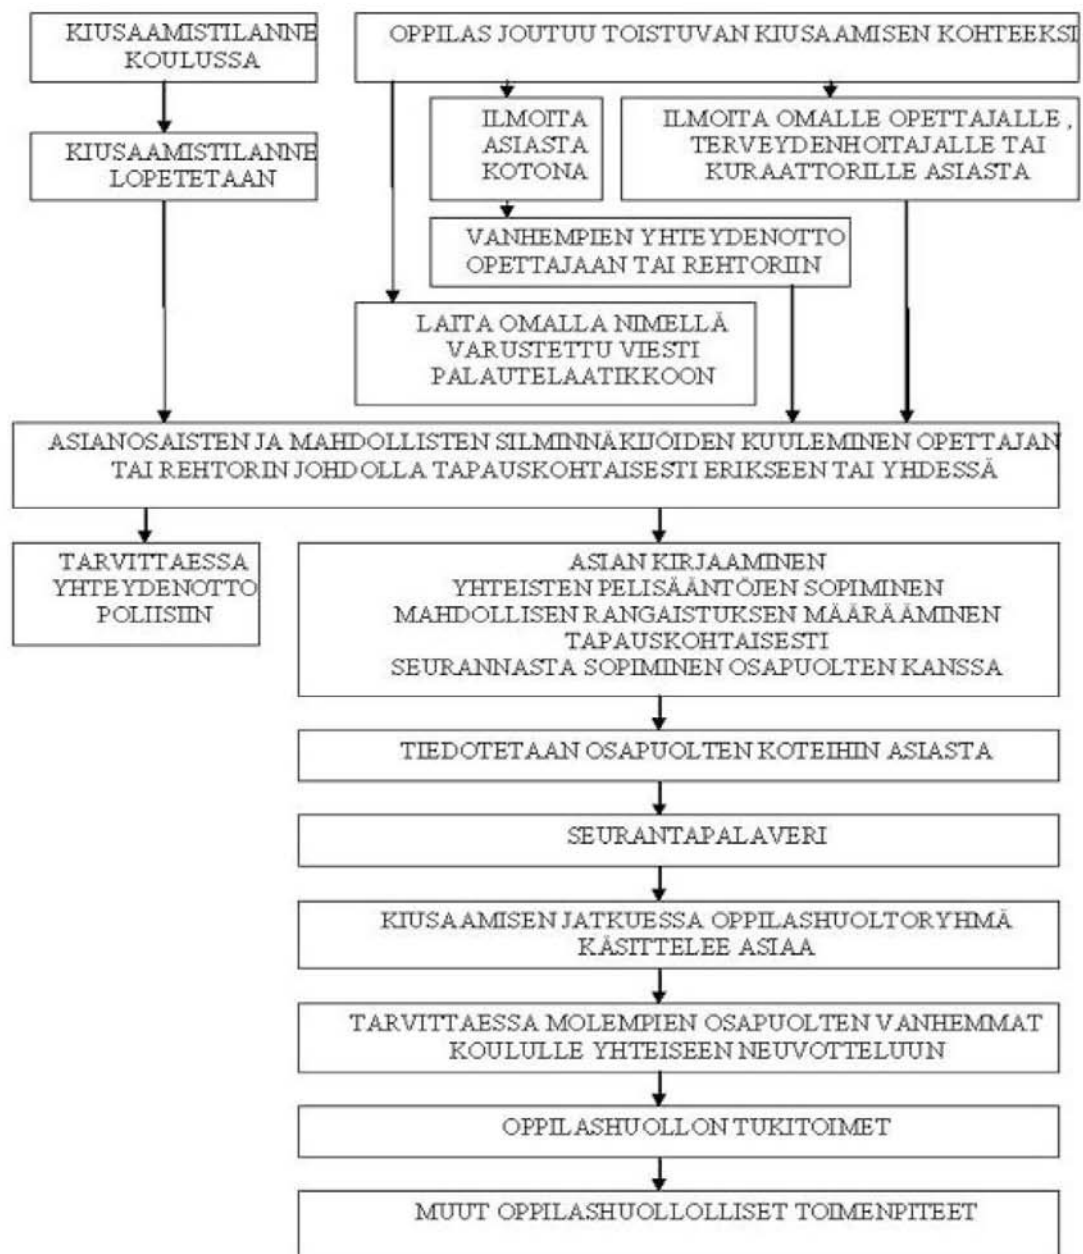 KIUSAAMISTILANNE
KOULUSSA
OPPILAS JOUTUU TOISTUVAN KIUSAAMISEN KOHTEEKSI
KIUSAAMISTILANNE
LOPETETAAN
ILMOITA
ASIASTA
KOTONA
ILMOITA OMALLE OPETTAJALLE ,
TERVEYDENHOITAJALLE TAI
KURAATTORILLE ASIASTA
VANHEMPIEN YHTEYDENOTTO
OPETTAJAAN TAI REHTORIIN
LAITA OMALLA NIMELLÄ
VARUSTETTU VIESTI
PALAUTELAATIKKOON
ASIANOSAISTEN JA MAHDOLLISTEN SILMINNÄKIJÖIDEN KUULEMINEN OPETTAJAN
TAI REHTORIN JOHDOLLA TAPAUSKOHTAISESTI ERIKSEEN TAI YHDESSÄ
TARVITTAESSA
YHTEYDENOTTO
POLIISIIN
ASIAN KIRJAAMINEN
YHTEISTEN PELISÄÄNTÖJEN SOPIMINEN
MAHDOLLISEN RANGAISTUKSEN MÄÄRÄÄMINEN
TAPAUSKOHTAISESTI
SEURANNASTA SOPIMINEN OSAPUOLTEN KANSSA
TIEDOTETAAN OSAPUOLTEN KOTEIHIN ASIASTA
SEURANTAPALAVERI
KIUSAAMISEN JATKUESSA OPPILASHUOLTORYHMÄ
KÄSITTELEE ASIAA
TARVITTAESSA MOLEMPIEN OSAPUOLTEN VANHEMMAT
KOULULLE YHTEISEEN NEUVOTTELUUN
OPPILASHUOLLON TUKITOIMET
MUUT OPPILASHUOLLOLLISET TOIMENPITEET